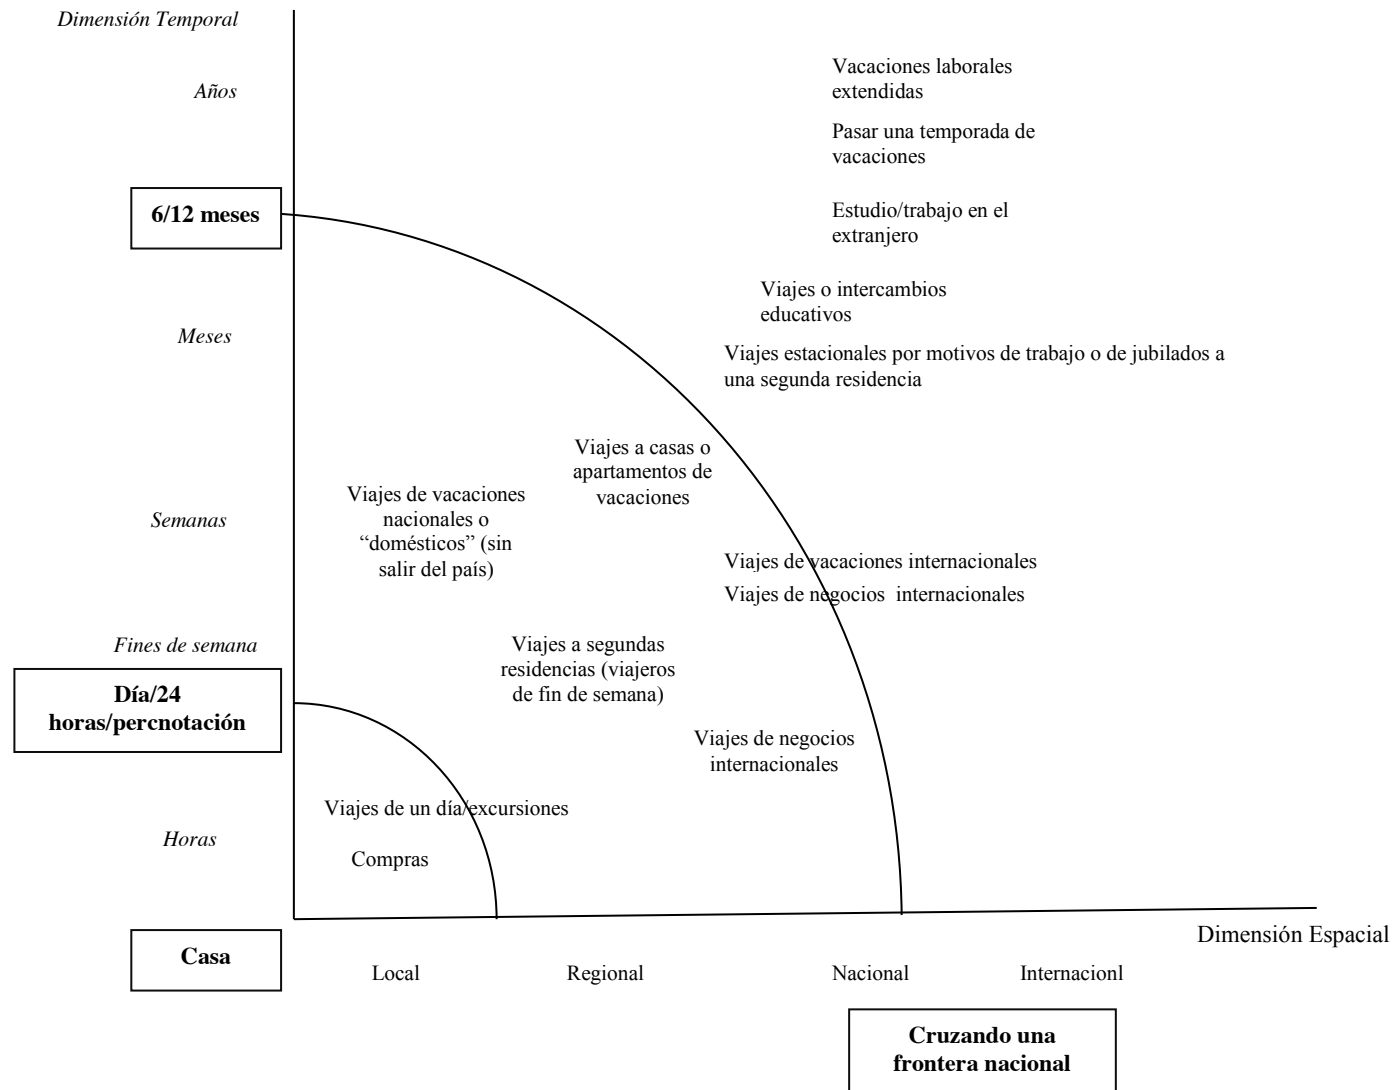 Dimensión Temporal
Años
Vacaciones laborales
extendidas
Pasar una temporada de
vacaciones
6/12 meses
Estudio/trabajo en el
extranjero
Viajes o intercambios
educativos
Meses
Viajes estacionales por motivos de trabajo o de jubilados a
una segunda residencia
Viajes a casas o
apartamentos de
vacaciones
Viajes de vacaciones
nacionales o
“domésticos” (sin
salir del país)
Semanas
Viajes de vacaciones internacionales
Viajes de negocios internacionales
Fines de semana
Viajes a segundas
residencias (viajeros
de fin de semana)
Día/24
horas/percnotación
Viajes de negocios
internacionales
Viajes de un día/excursiones
Horas
Compras
Dimensión Espacial
Casa
Local
Regional
Nacional
Internacionl
Cruzando una
frontera nacional